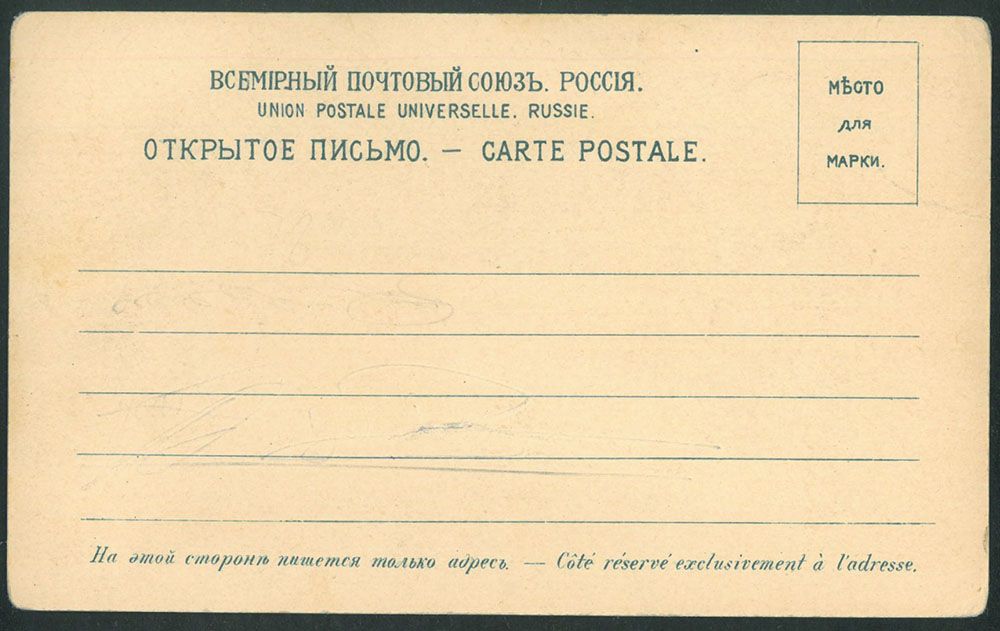 ВСЕМІРНЫЙ ПОЧТОВЫЙ СОЮЗЪ. РОССІЯ.
UNION POSTALE UNIVERSELLE. RUSSIE.
ОТКРЫТОЕ ПИСЬМО. — CARTE POSTALE.
МѢСТО
для
МАРКИ.
На этой сторонѣ пишется только адресъ. — Côté réservé exclusivement à l'adresse.